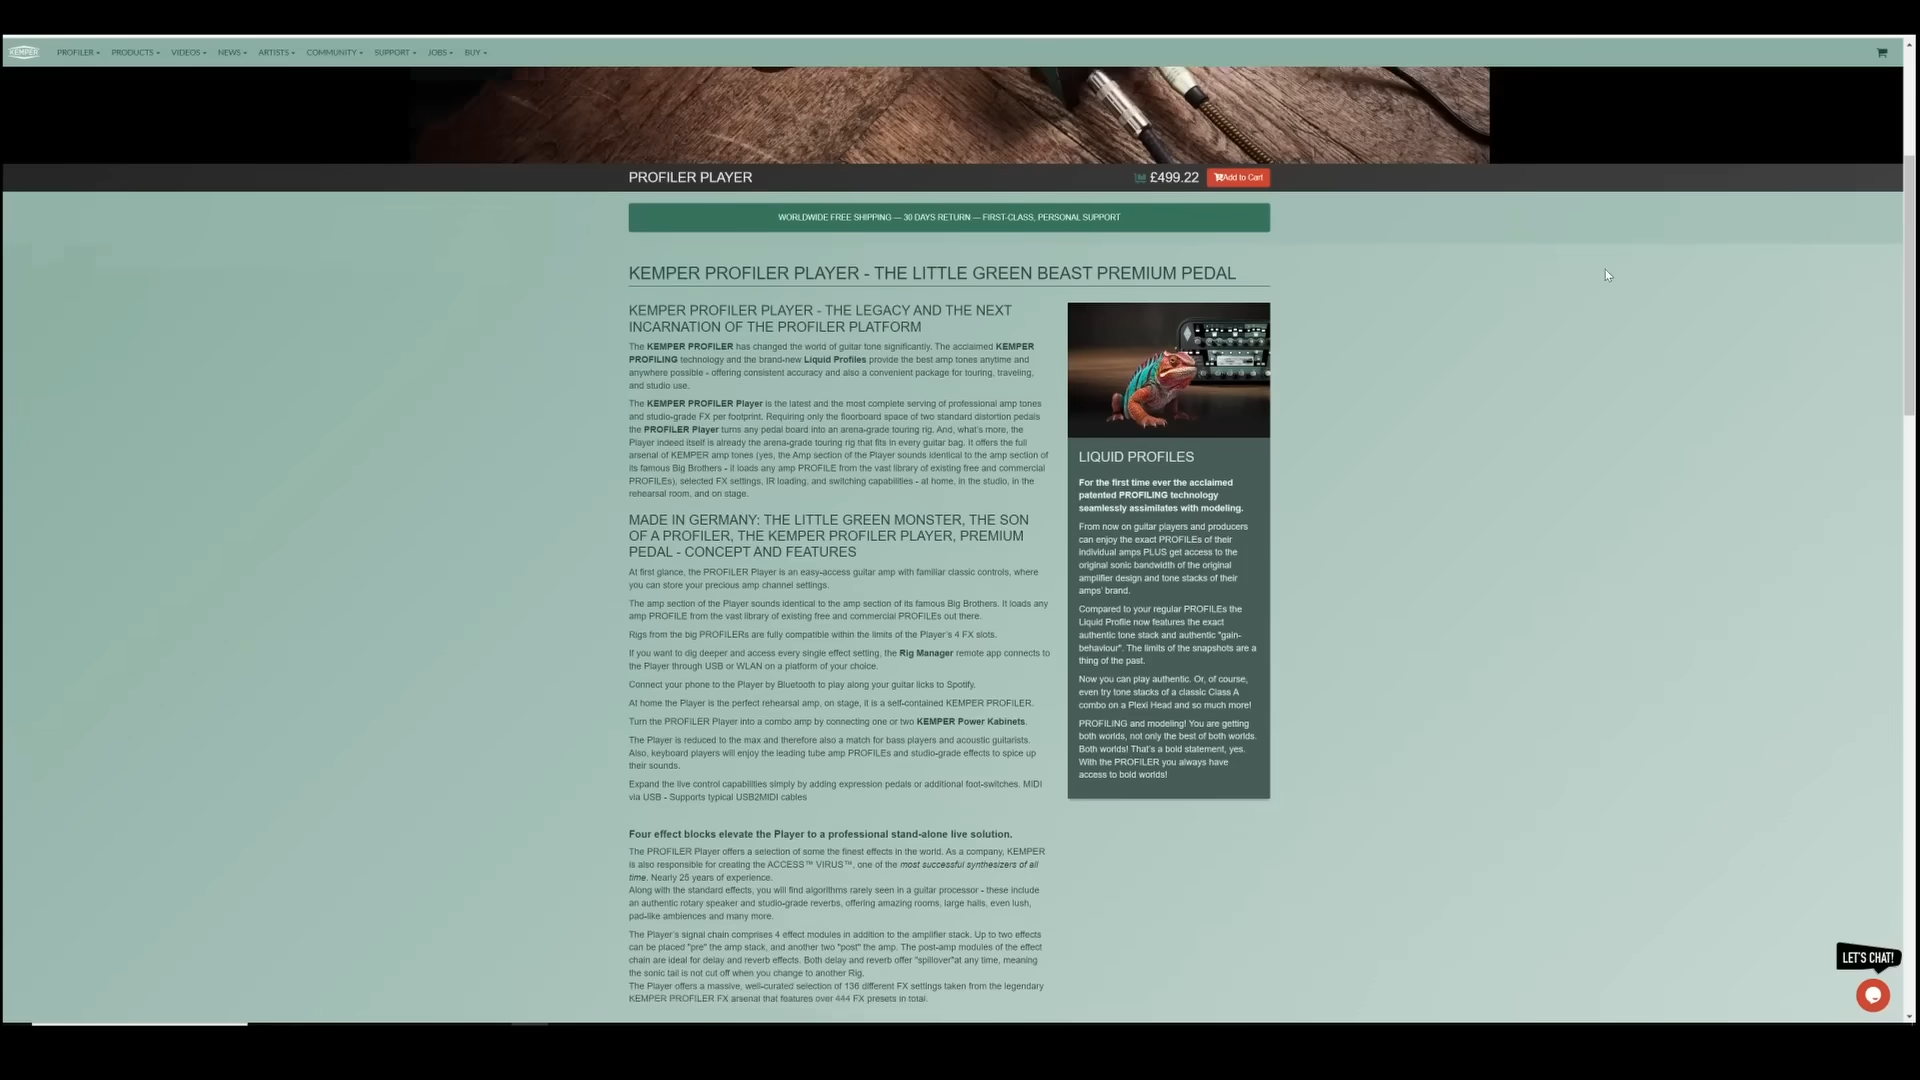 KEMPER
PROFILER
PRODUCTS
VIDEOS
NEWS
ARTISTS
COMMUNITY
SUPPORT
JOBS
BUY
PROFILER PLAYER
£499.22
Add to Cart
WORLDWIDE FREE SHIPPING — 30 DAYS RETURN — FIRST-CLASS, PERSONAL SUPPORT
KEMPER PROFILER PLAYER - THE LITTLE GREEN BEAST PREMIUM PEDAL
KEMPER PROFILER PLAYER - THE LEGACY AND THE NEXT
INCARNATION OF THE PROFILER PLATFORM
The KEMPER PROFILER has changed the world of guitar tone significantly. The acclaimed KEMPER
PROFILING technology and the brand-new Liquid Profiles provide the best amp tones anytime and
anywhere possible - offering consistent accuracy and also a convenient package for touring, traveling,
and studio use.
The KEMPER PROFILER Player is the latest and the most complete serving of professional amp tones
and studio-grade FX per footprint. Requiring only the floorboard space of two standard distortion pedals
the PROFILER Player turns any pedal board into an arena-grade touring rig. And, what's more, the
Player indeed itself is already the arena-grade touring rig that fits in every guitar bag. It offers the full
arsenal of KEMPER amp tones (yes, the Amp section of the Player sounds identical to the amp section of
its famous Big Brothers - it loads any amp PROFILE from the vast library of existing free and commercial
PROFILEs), selected FX settings, IR loading, and switching capabilities - at home, in the studio, in the
rehearsal room, and on stage.
MADE IN GERMANY: THE LITTLE GREEN MONSTER, THE SON
OF A PROFILER, THE KEMPER PROFILER PLAYER, PREMIUM
PEDAL - CONCEPT AND FEATURES
At first glance, the PROFILER Player is an easy-access guitar amp with familiar classic controls, where
you can store your precious amp channel settings.
The amp section of the Player sounds identical to the amp section of its famous Big Brothers. It loads any
amp PROFILE from the vast library of existing free and commercial PROFILEs out there.
Rigs from the big PROFILERs are fully compatible within the limits of the Player's 4 FX slots.
If you want to dig deeper and access every single effect setting, the Rig Manager remote app connects to
the Player through USB or WLAN on a platform of your choice.
Connect your phone to the Player by Bluetooth to play along your guitar licks to Spotify.
At home the Player is the perfect rehearsal amp, on stage, it is a self-contained KEMPER PROFILER.
Turn the PROFILER Player into a combo amp by connecting one or two KEMPER Power Kabinets.
The Player is reduced to the max and therefore also a match for bass players and acoustic guitarists.
Also, keyboard players will enjoy the leading tube amp PROFILEs and studio-grade effects to spice up
their sounds.
Expand the live control capabilities simply by adding expression pedals or additional foot-switches. MIDI
via USB - Supports typical USB2MIDI cables
Four effect blocks elevate the Player to a professional stand-alone live solution.
The PROFILER Player offers a selection of some the finest effects in the world. As a company, KEMPER
is also responsible for creating the ACCESS™ VIRUS™, one of the most successful synthesizers of all
time. Nearly 25 years of experience.
Along with the standard effects, you will find algorithms rarely seen in a guitar processor - these include
an authentic rotary speaker and studio-grade reverbs, offering amazing rooms, large halls, even lush,
pad-like ambiences and many more.
The Player's signal chain comprises 4 effect modules in addition to the amplifier stack. Up to two effects
can be placed "pre" the amp stack, and another two "post" the amp. The post-amp modules of the effect
chain are ideal for delay and reverb effects. Both delay and reverb offer "spillover"at any time, meaning
the sonic tail is not cut off when you change to another Rig.
The Player offers a massive, well-curated selection of 136 different FX settings taken from the legendary
KEMPER PROFILER FX arsenal that features over 444 FX presets in total.
LIQUID PROFILES
For the first time ever the acclaimed
patented PROFILING technology
seamlessly assimilates with modeling.
From now on guitar players and producers
can enjoy the exact PROFILEs of their
individual amps PLUS get access to the
original sonic bandwidth of the original
amplifier design and tone stacks of their
amps' brand.
Compared to your regular PROFILEs the
Liquid Profile now features the exact
authentic tone stack and authentic "gain-
behaviour". The limits of the snapshots are a
thing of the past.
Now you can play authentic. Or, of course,
even try tone stacks of a classic Class A
combo on a Plexi Head and so much more!
PROFILING and modeling! You are getting
both worlds, not only the best of both worlds.
Both worlds! That's a bold statement, yes.
With the PROFILER you always have
access to bold worlds!
LET'S CHAT!